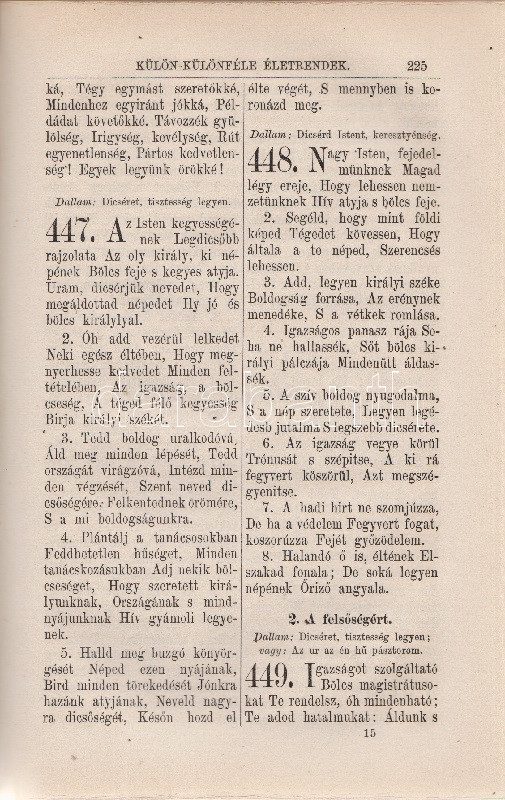 KÜLÖN-KÜLÖNFÉLE ÉLETRENDEK. 225
ká, Tégy egymást szeretőkké,
Mindenhez egyiránt jókká, Pél-
dádat követőkké. Távozzék gyű-
lölség, Irigység, kevélység, Rút
egyenetlenség, Pártos kedvetlen-
ség! Egyek legyünk örökké!
Dallam: Dicséret, tisztesség legyen.
447. Az Isten kegyességé-
nek Legdicsőbb
rajzolata Az oly király, ki né-
pének Bölcs feje s kegyes atyja.
Uram, dicsérjük nevedet, Hogy
megáldottad népedet Ily jó és
bölcs királylyal.
2. Óh add vezérül lelkedet
Neki egész éltében, Hogy meg-
nyerhesse kedvedet Minden fel-
tételében, Az igazság, a böl-
cseség, A téged félő kegyesség
Bírja királyi székét.
3. Tedd boldog uralkodóvá,
Áld meg minden lépését, Tedd
országát virágzóvá, Intézd min-
den végzését, Szent neved di-
csőségére, Felkentednek örömére,
S a mi boldogságunkra.
4. Plántálj a tanácsosokban
Feddhetetlen hűséget, Minden
tanácskozásukban Adj nekik böl-
cseséget, Hogy szeretett kirá-
lyunknak, Országának s mind-
nyájunknak Hív gyámoli legye-
nek.
5. Halld meg buzgó könyör-
gését Néped ezen nyájának,
Bird minden törekedését Jónkra
hazánk atyjának, Neveld nagy-
ra dicsőségét, Későn hozd el
élte végét, S mennyben is ko-
ronázd meg.
Dallam: Dicsérd Istent, keresztyénség.
448. Nagy Isten, fejedel-
münknek Magad
légy ereje, Hogy lehessen nem-
zetünknek Hív atyja s bölcs feje.
2. Segéld, hogy mint földi
képed Tégedet kövessen, Hogy
általa a te néped, Szerencsés
lehessen.
3. Add, legyen királyi széke
Boldogság forrása, Az erénynek
menedéke, S a vétkek romlása.
4. Igazságos panasz rája So-
ha ne hallassék, Sőt bölcs ki-
rályi pálczája Mindenütt áldas-
sék.
5. A szív boldog nyugodalma,
S a nép szeretete, Legyen legé-
desb jutalma S legszebb dicsérete.
6. Az igazság vegye körül
Trónusát s szépitse, A ki rá
fegyvert köszörül, Azt megszé-
gyenitse.
7. A hadi hírt ne szomjúzza,
De ha a védelem Fegyvert fogat,
koszorúzza Fejét győzödelem.
8. Halandó ő is, éltének El-
szakad fonala; De soká legyen
népének Őriző angyala.
2. A felsőségért.
Dallam: Dicséret, tisztesség legyen;
vagy: Az ur az én hű pásztorom.
449. Igazságot szolgáltató
Bölcs magistrátuso-
kat Te rendelsz, óh mindenható;
Te adod hatalmukat: Áldunk s
15